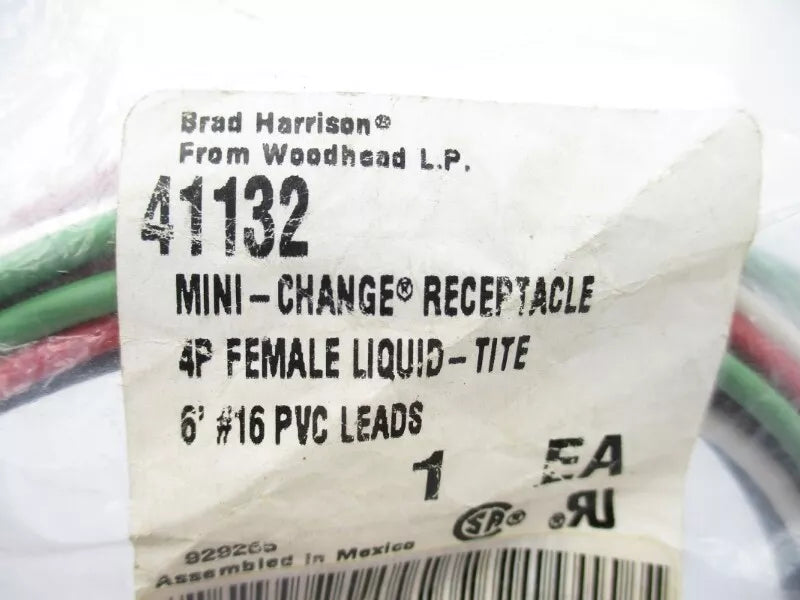 Brad Harrison®
From Woodhead L.P.
41132
MINI-CHANGE® RECEPTACLE
4P FEMALE LIQUID-TITE
6' #16 PVC LEADS
1 EA
929265
Assembled in Mexico